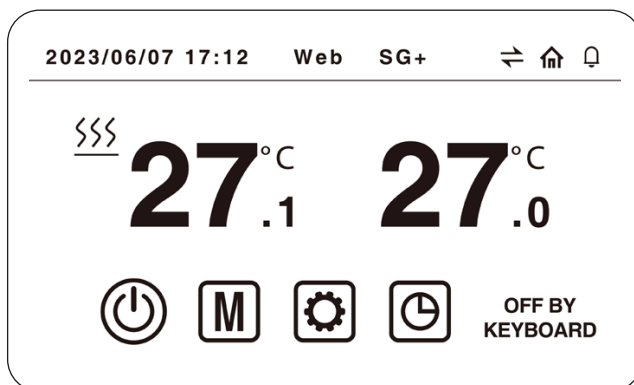 2023/06/07 17:12 Web SG+
27.1°C 27.0°C
M
OFF BY
KEYBOARD